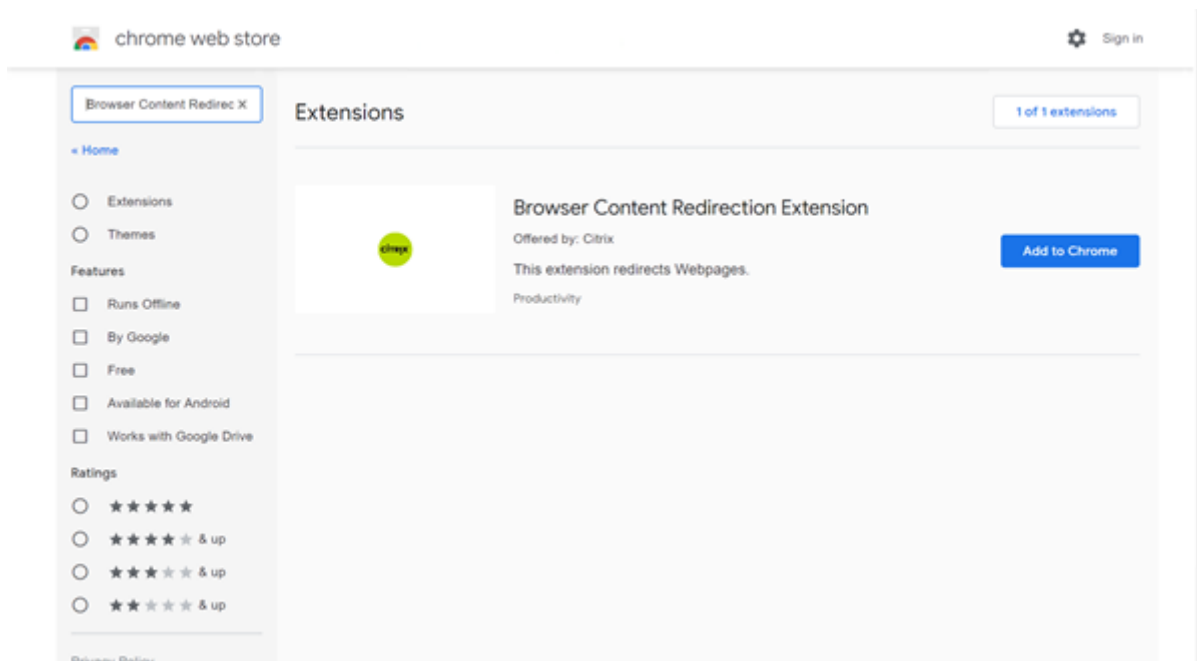 chrome web store
Sign in
Browser Content Redirec X
« Home
Extensions
Themes
Features
Runs Offline
By Google
Free
Available for Android
Works with Google Drive
Ratings
& up
& up
& up
Privacy Policy
Extensions
1 of 1 extensions
citrix
Browser Content Redirection Extension
Offered by: Citrix
This extension redirects Webpages.
Productivity
Add to Chrome